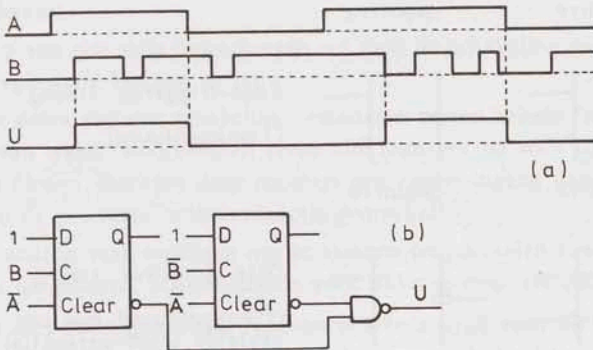 A
B
U
(a)
1 D Q 1 D Q (b)
B C B̅ C
A̅ Clear A̅ Clear U